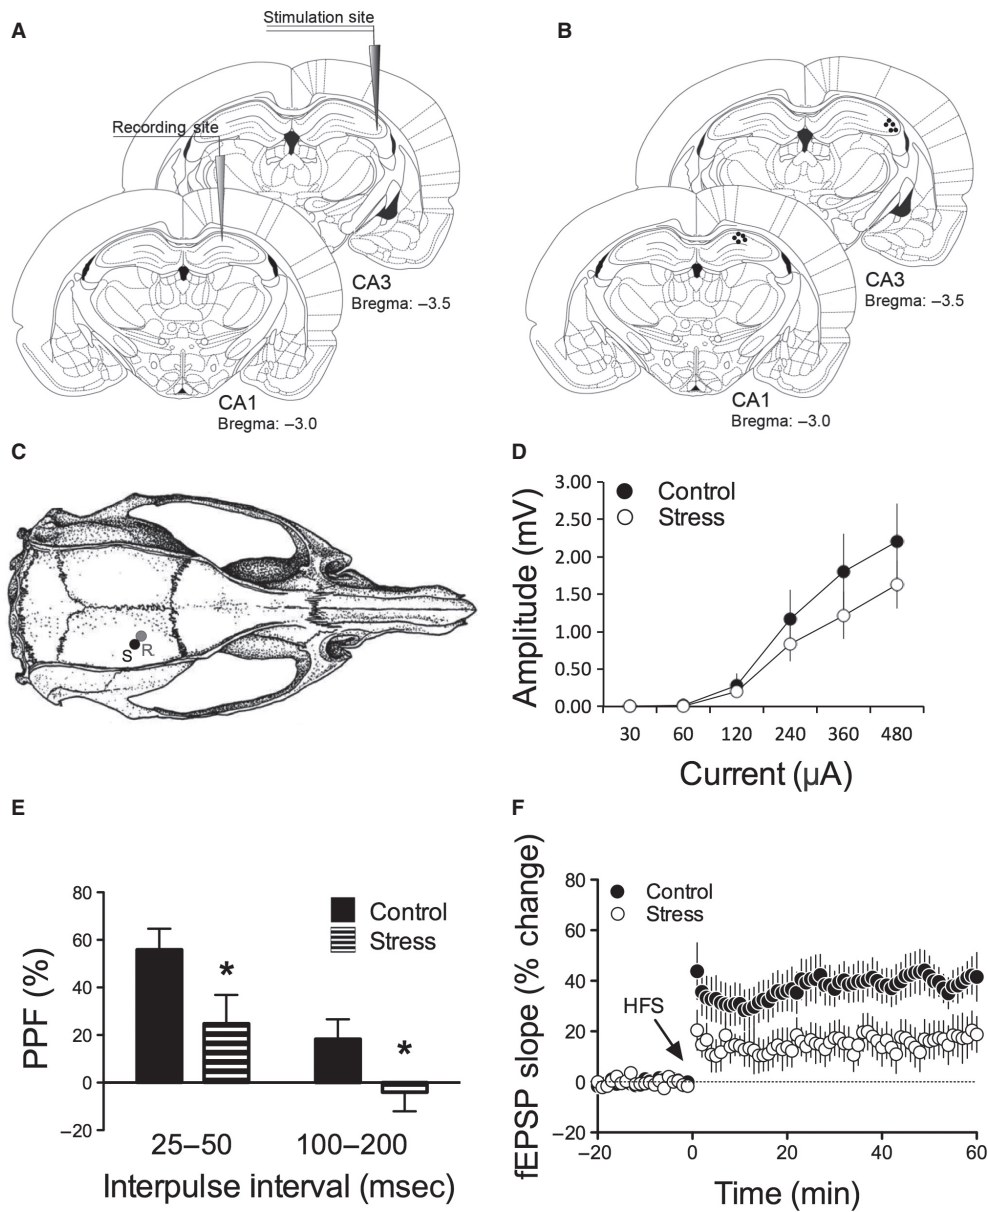 A
Stimulation site
Recording site
CA3
Bregma: –3.5
CA1
Bregma: –3.0
B
CA3
Bregma: –3.5
CA1
Bregma: –3.0
C
S
R
D
Amplitude (mV)
3.00
2.50
2.00
1.50
1.00
0.50
0.00
Control
Stress
30 60 120 240 360 480
Current (µA)
E
PPF (%)
80
60
40
20
0
–20
Control
Stress
*
*
25–50 100–200
Interpulse interval (msec)
F
fEPSP slope (% change)
80
60
40
20
0
–20
Control
Stress
HFS
–20 0 20 40 60
Time (min)